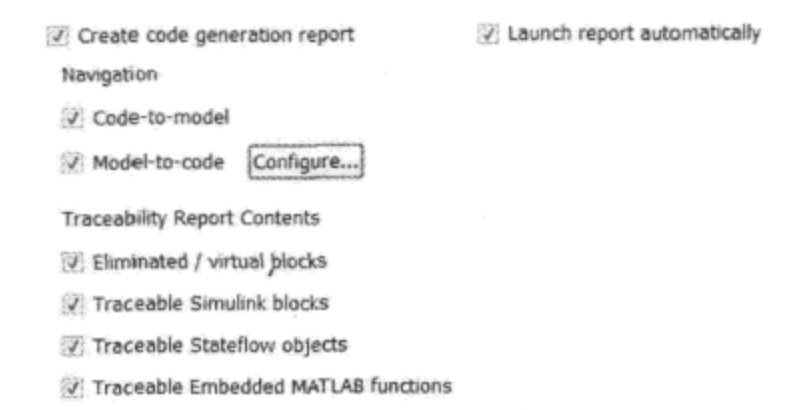 Create code generation report Launch report automatically
Navigation
Code-to-model
Model-to-code Configure...
Traceability Report Contents
Eliminated / virtual blocks
Traceable Simulink blocks
Traceable Stateflow objects
Traceable Embedded MATLAB functions